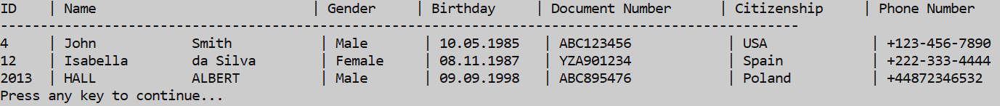 ID    | Name                           | Gender     | Birthday    | Document Number      | Citizenship     | Phone Number
----------------------------------------------------------------------------------------------------
4     | John            Smith           | Male       | 10.05.1985  | ABC123456            | USA             | +123-456-7890
12    | Isabella        da Silva        | Female     | 08.11.1987  | YZA901234            | Spain           | +222-333-4444
2013  | HALL            ALBERT          | Male       | 09.09.1998  | ABC895476            | Poland          | +44872346532
Press any key to continue...